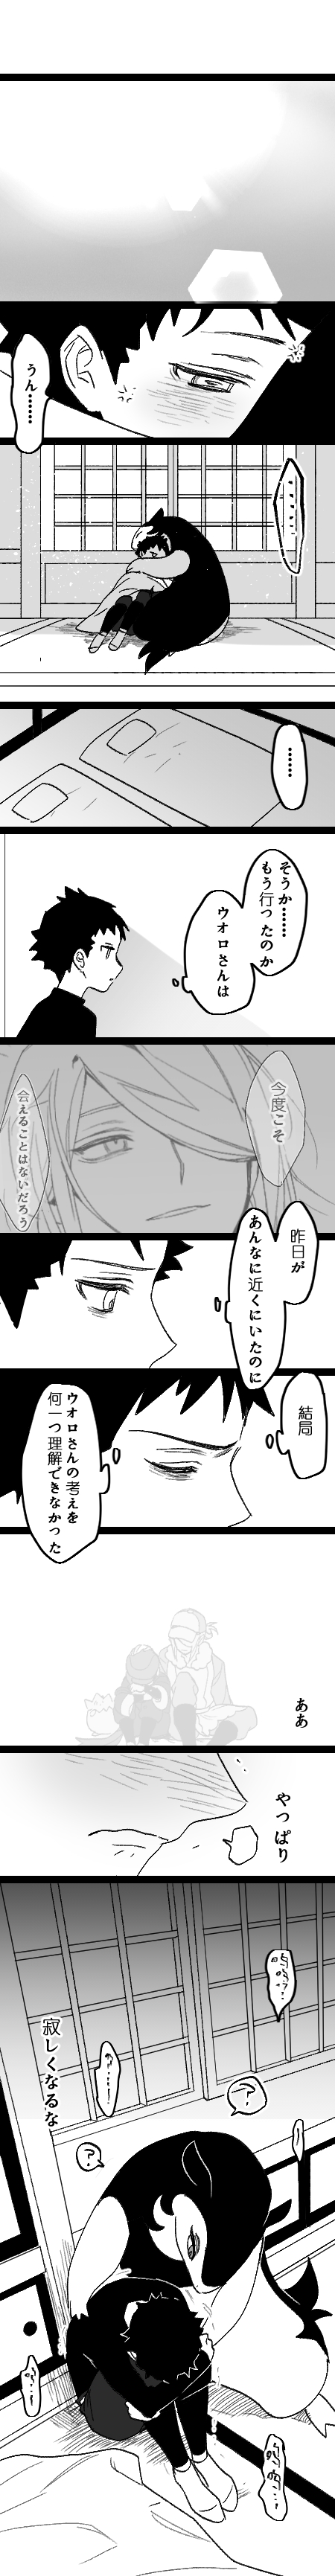 うん……
……
そうか……
もう行ったのか
ウオロさんは
今度こそ
会えることはないだろう
昨日が
あんなに近くにいたのに
結局
ウオロさんの考えを
何一つ理解できなかった
ああ
やっぱり
寂しくなるな
?
?